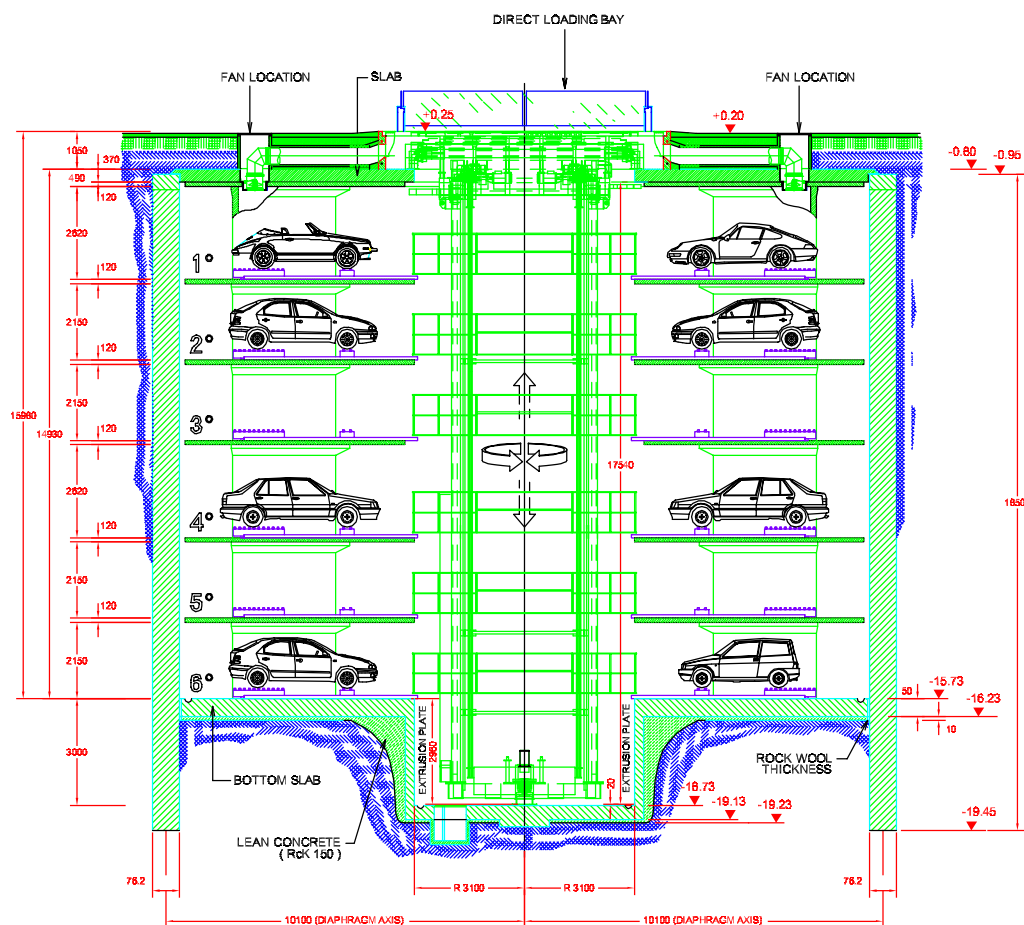 DIRECT LOADING BAY
FAN LOCATION
SLAB
FAN LOCATION
+0.25
+0.20
1050
370
-0.80
-0.95
490
120
2620
120
1°
2150
2°
120
2150
3°
120
15980
14930
17540
2620
4°
120
2150
5°
120
2150
6°
50
-15.73
-16.23
10
3000
2980
EXTRUSION PLATE
EXTRUSION PLATE
20
ROCK WOOL
THICKNESS
BOTTOM SLAB
-18.73
-19.13
-19.23
-19.45
LEAN CONCRETE
( RcK 150 )
76.2
R 3100
R 3100
76.2
10100 (DIAPHRAGM AXIS)
10100 (DIAPHRAGM AXIS)